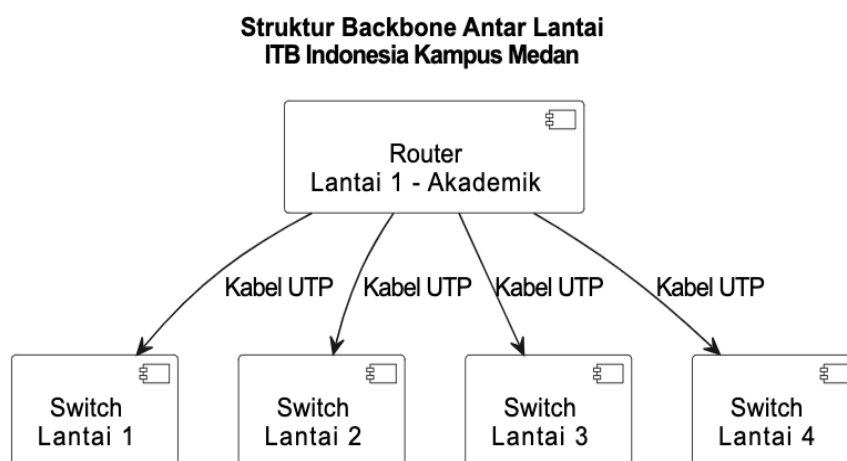 Struktur Backbone Antar Lantai
ITB Indonesia Kampus Medan
Router
Lantai 1 - Akademik
Kabel UTP
Kabel UTP
Kabel UTP
Kabel UTP
Switch
Lantai 1
Switch
Lantai 2
Switch
Lantai 3
Switch
Lantai 4